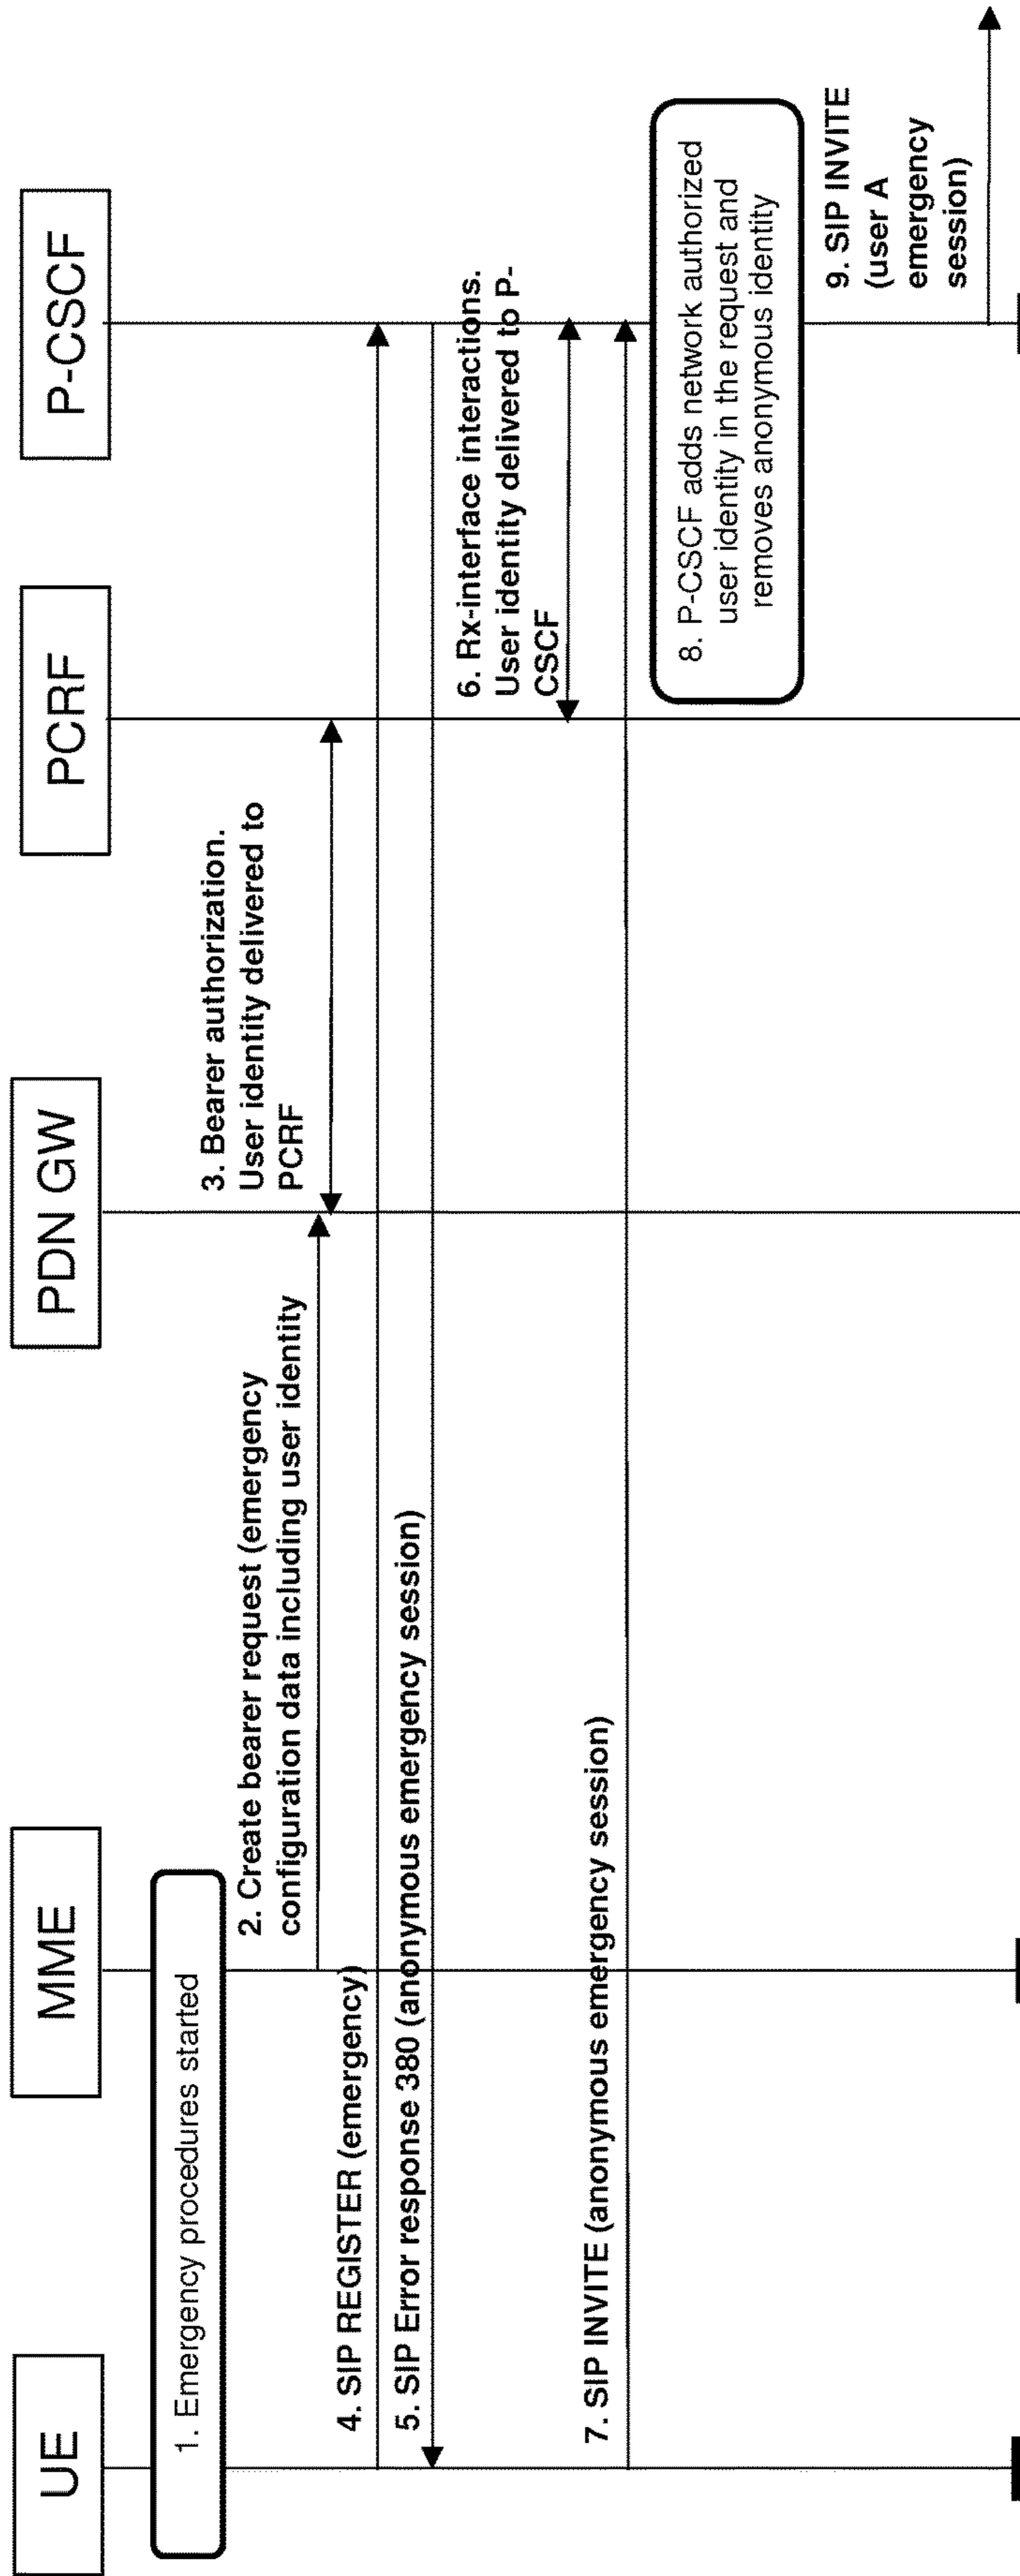 UE
MME
PDN GW
PCRF
P-CSCF
1. Emergency procedures started
2. Create bearer request (emergency
configuration data including user identity
3. Bearer authorization.
User identity delivered to
PCRF
4. SIP REGISTER (emergency)
5. SIP Error response 380 (anonymous emergency session)
6. Rx-interface interactions.
User identity delivered to P-
CSCF
7. SIP INVITE (anonymous emergency session)
8. P-CSCF adds network authorized
user identity in the request and
removes anonymous identity
9. SIP INVITE
(user A
emergency
session)